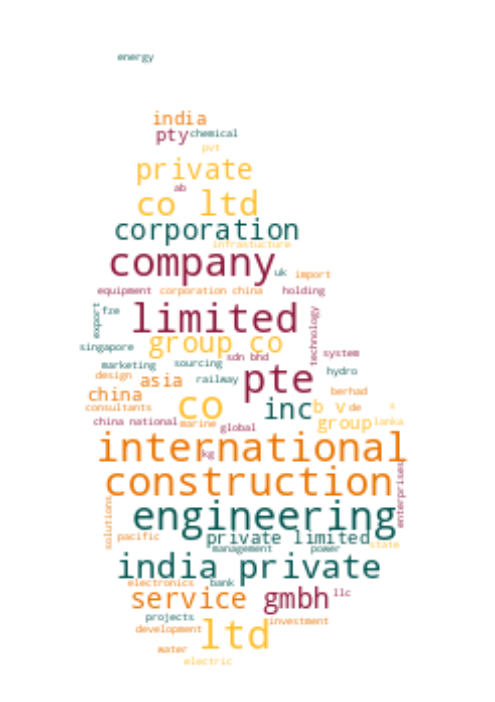 energy
india
pty chemical
pvt
private
ab
co ltd
corporation
infrastucture
company uk import
equipment corporation china holding
export fze limited technology
singapore group co
marketing sourcing sdn bhd system
design asia railway pte hydro
china berhad
consultants co inc b v de s
china national marine global group lanka
international
kg
construction enterprises
solutions engineering
pacific private limited state
management power
india private
electronics bank
service gmbh llc
projects investment
development ltd
water
electric